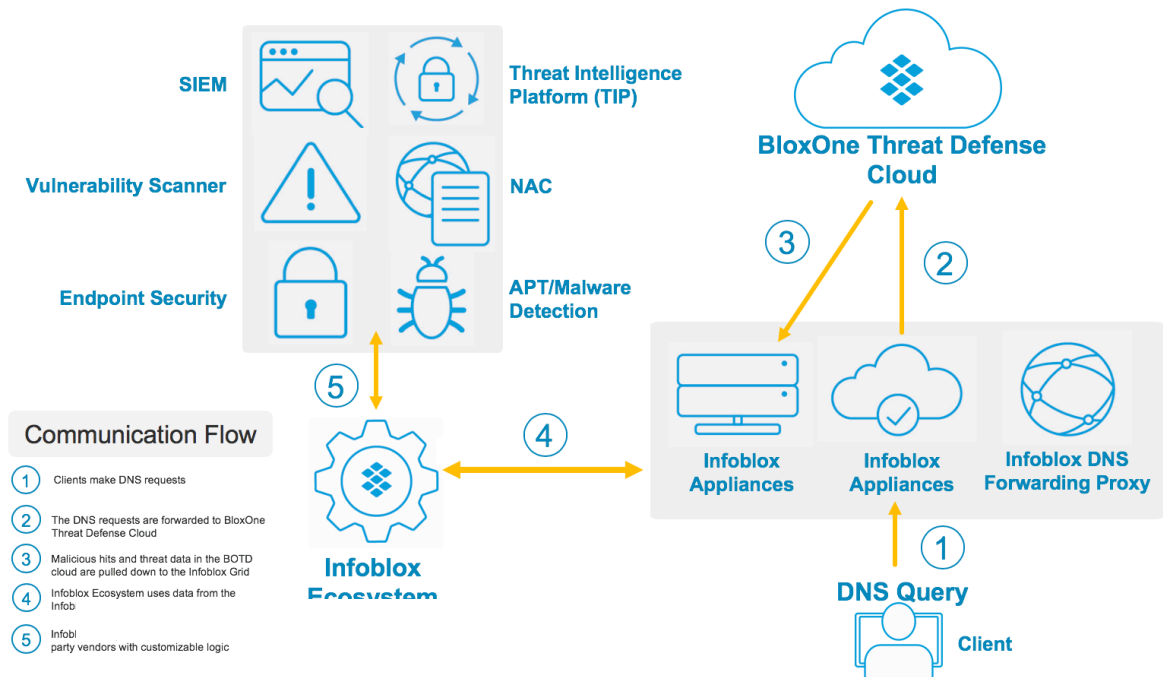 SIEM
Threat Intelligence
Platform (TIP)
Vulnerability Scanner
NAC
Endpoint Security
APT/Malware
Detection
BloxOne Threat Defense
Cloud
3
2
5
4
Infoblox
Appliances
Infoblox
Appliances
Infoblox DNS
Forwarding Proxy
1
DNS Query
Client
Infoblox
Ecosystem
Communication Flow
1 Clients make DNS requests
2 The DNS requests are forwarded to BloxOne
Threat Defense Cloud
3 Malicious hits and threat data in the BOTD
cloud are pulled down to the Infoblox Grid
4 Infoblox Ecosystem uses data from the
Infob
5 Infobl
party vendors with customizable logic